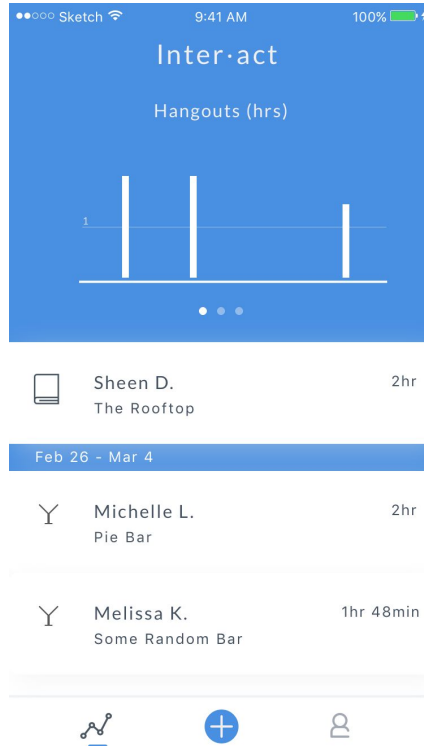 Sketch 9:41 AM 100%
Inter·act
Hangouts (hrs)
1
Sheen D. 2hr
The Rooftop
Feb 26 - Mar 4
Michelle L. 2hr
Pie Bar
Melissa K. 1hr 48min
Some Random Bar